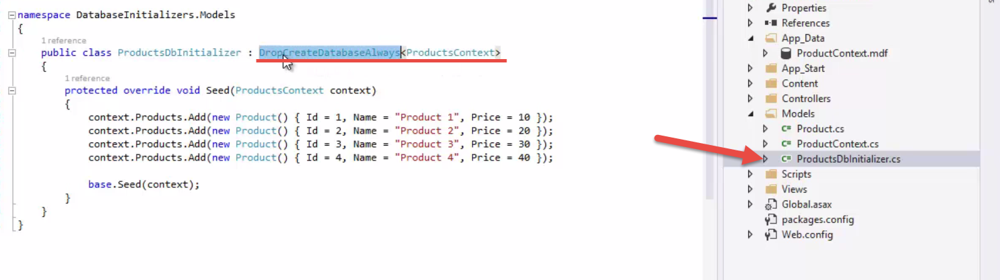 namespace DatabaseInitializers.Models
{
1 reference
public class ProductsDbInitializer : DropCreateDatabaseAlways<ProductsContext>
{
1 reference
protected override void Seed(ProductsContext context)
{
context.Products.Add(new Product() { Id = 1, Name = "Product 1", Price = 10 });
context.Products.Add(new Product() { Id = 2, Name = "Product 2", Price = 20 });
context.Products.Add(new Product() { Id = 3, Name = "Product 3", Price = 30 });
context.Products.Add(new Product() { Id = 4, Name = "Product 4", Price = 40 });
base.Seed(context);
}
}
}
Properties
References
App_Data
ProductContext.mdf
App_Start
Content
Controllers
Models
C# Product.cs
C# ProductContext.cs
C# ProductsDbInitializer.cs
Scripts
Views
Global.asax
packages.config
Web.config